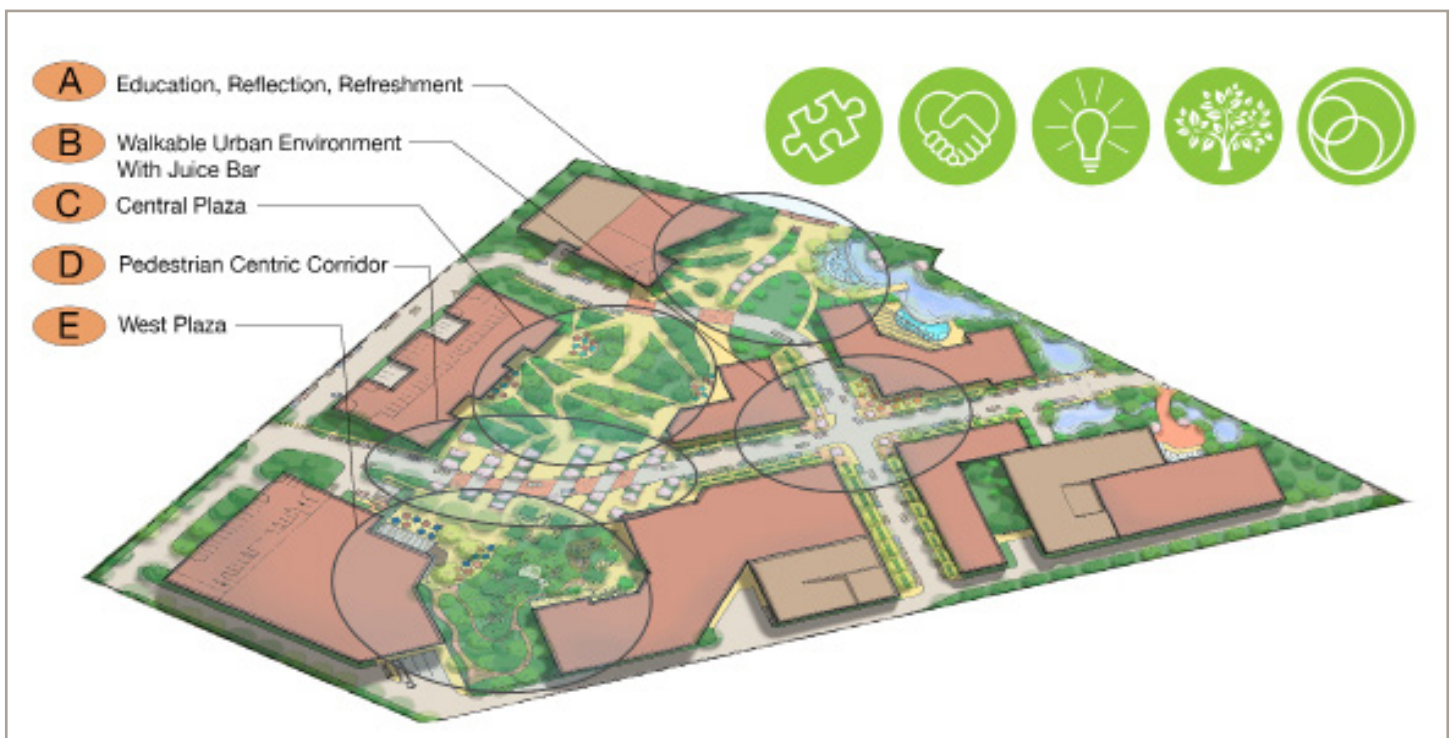 A Education, Reflection, Refreshment
B Walkable Urban Environment
With Juice Bar
C Central Plaza
D Pedestrian Centric Corridor
E West Plaza